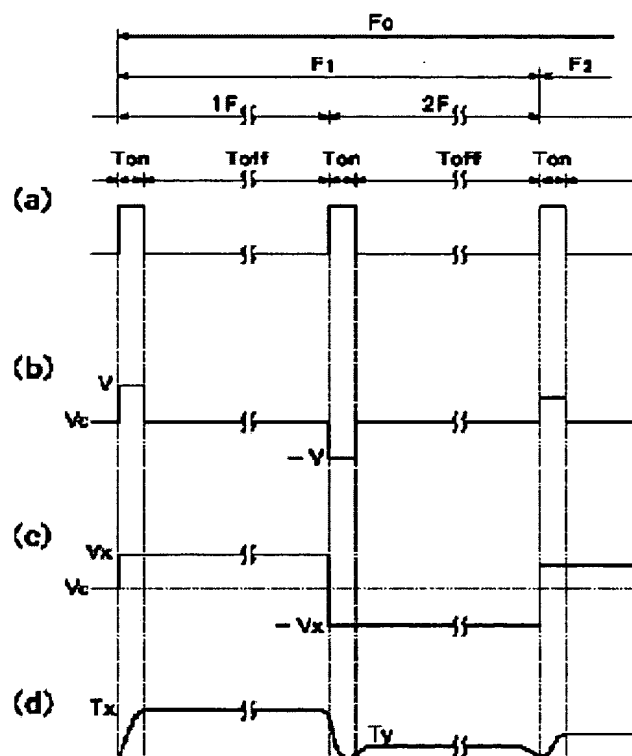 Fo
F1 F2
1F 2F
Ton Toff Ton Toff Ton
(a)
(b)
V
Vc
– V
(c)
Vx
Vc
– Vx
(d)
Tx
Ty